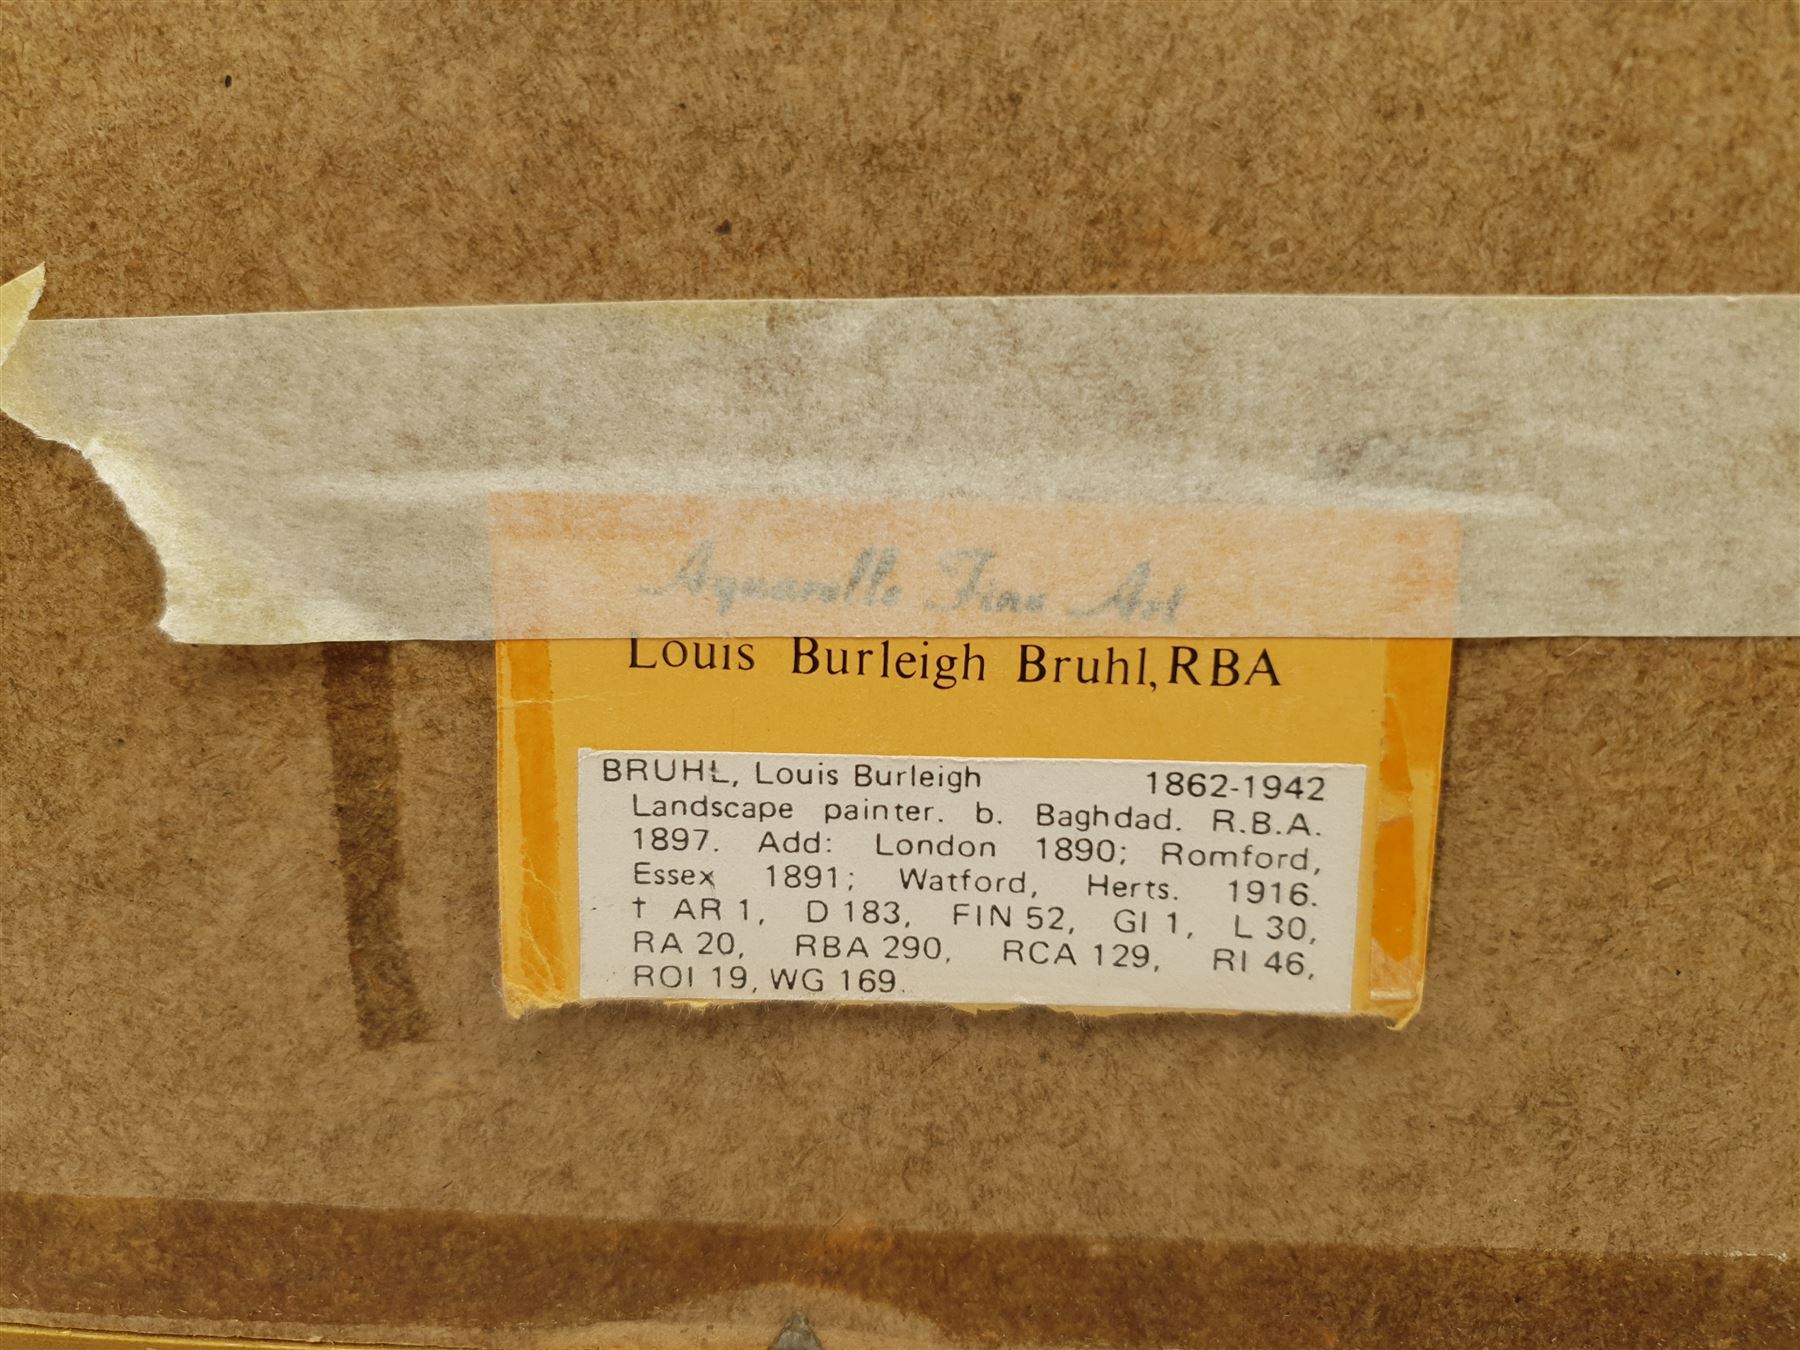 Aquarelle Fine Art
Louis Burleigh Bruhl, RBA
BRUHL, Louis Burleigh 1862-1942
Landscape painter. b. Baghdad. R.B.A.
1897. Add: London 1890; Romford,
Essex 1891; Watford, Herts. 1916.
† AR 1, D 183, FIN 52, GI 1, L 30,
RA 20, RBA 290, RCA 129, RI 46,
ROI 19, WG 169.